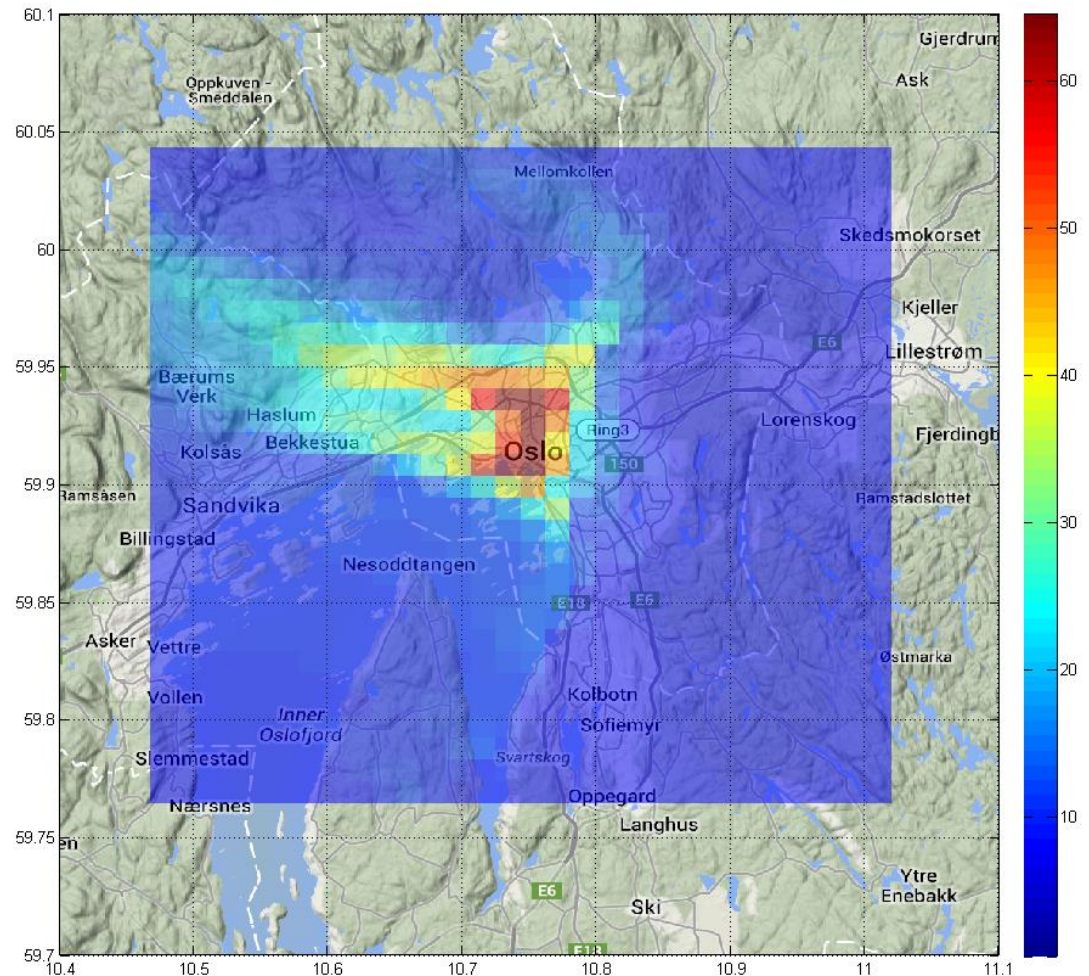 60.1
Gjerdrum
Ask
60
Oppkuven -
Smeddalen
60.05
Mellomkollen
50
60
Skedsmokorset
Kjeller
E6
Lillestrøm
59.95
40
Bærums
Verk
Haslum
Lorenskog
Ring3
Fjerdingb
Bekkestua
Kolsås
Oslo
150
59.9
Ramsåsen
Ramstadslottet
Sandvika
30
Billingstad
Nesoddtangen
59.85
E18
E6
Asker
Vettre
Østmarka
20
Vollen
Kolbotn
59.8
Inner
Oslofjord
Sofiemyr
Slemmestad
Svartskog
Nærsnes
Oppegard
Langhus
10
59.75
en
E6
Ytre
Enebakk
Ski
E18
59.7
10.4
10.5
10.6
10.7
10.8
10.9
11
11.1